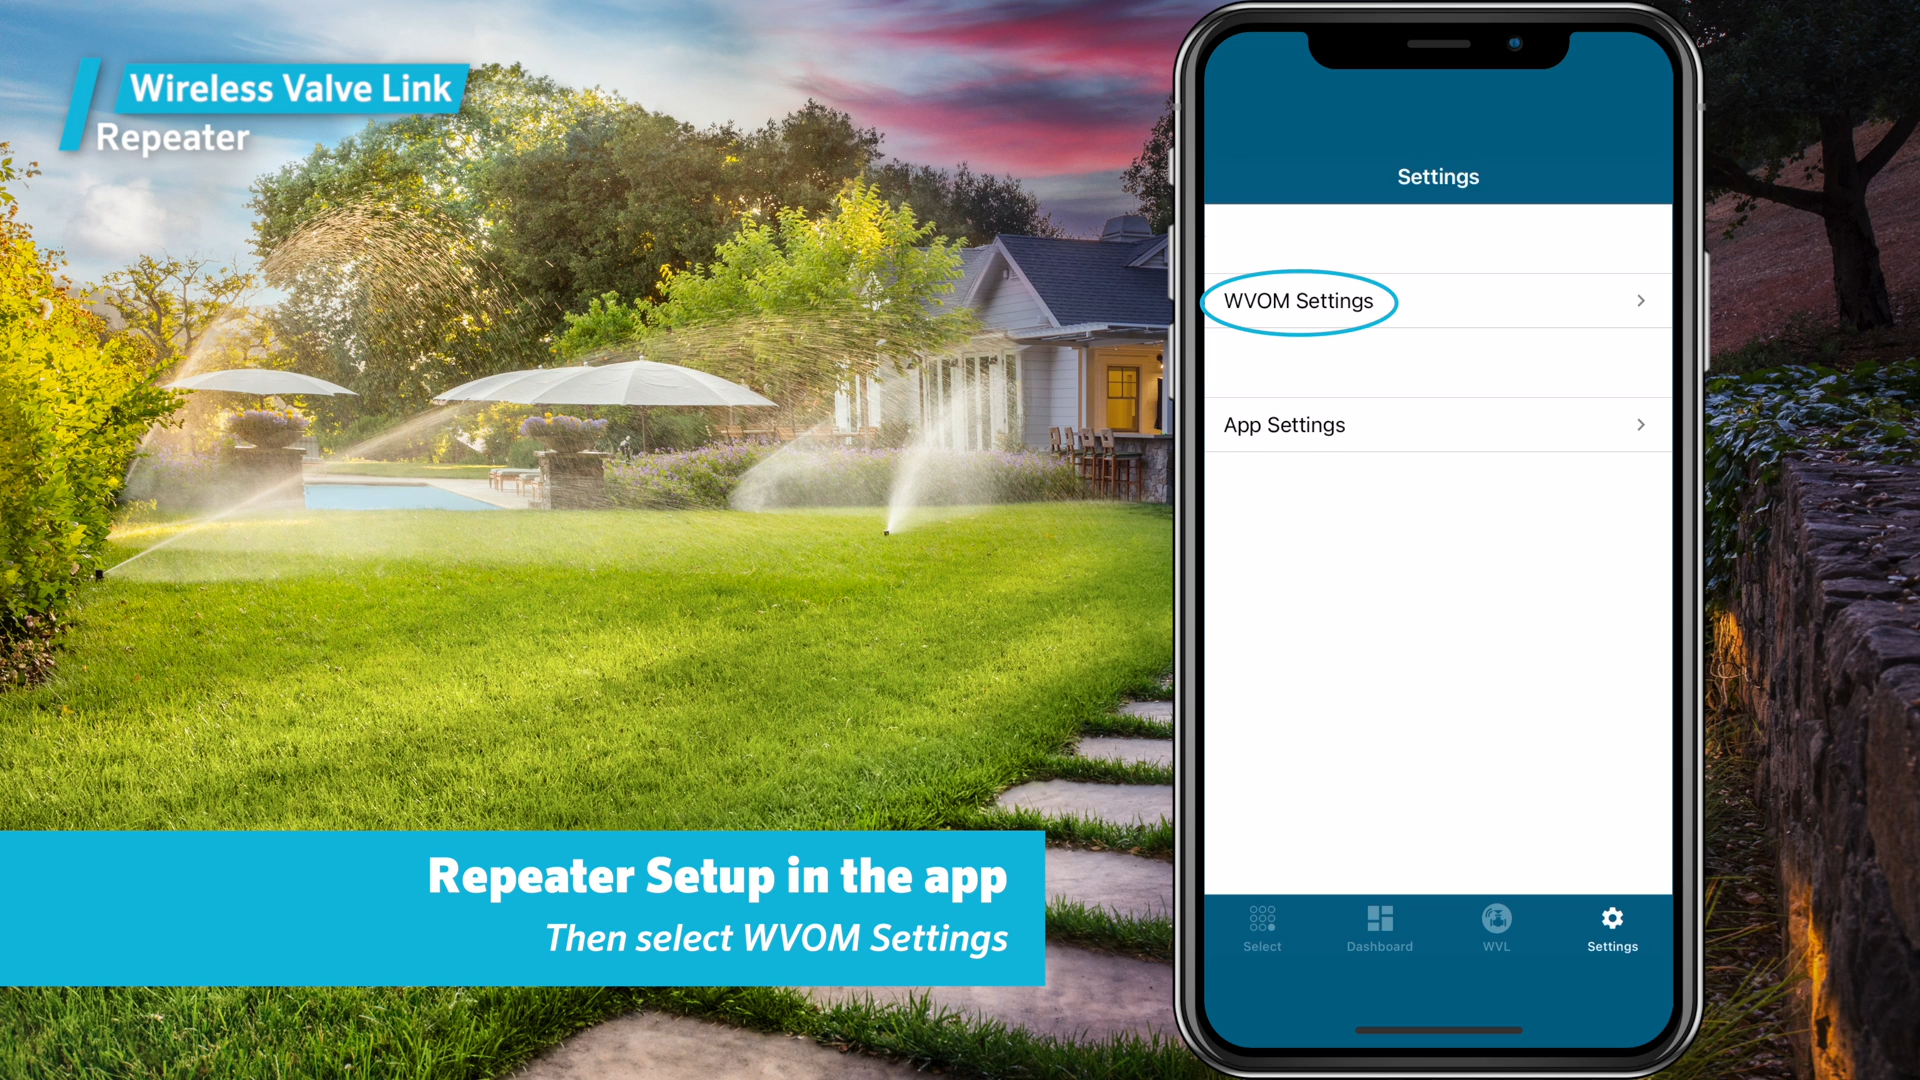 Wireless Valve Link
Repeater
Settings
WVOM Settings
App Settings
Repeater Setup in the app
Then select WVOM Settings
Select
Dashboard
WVL
Settings